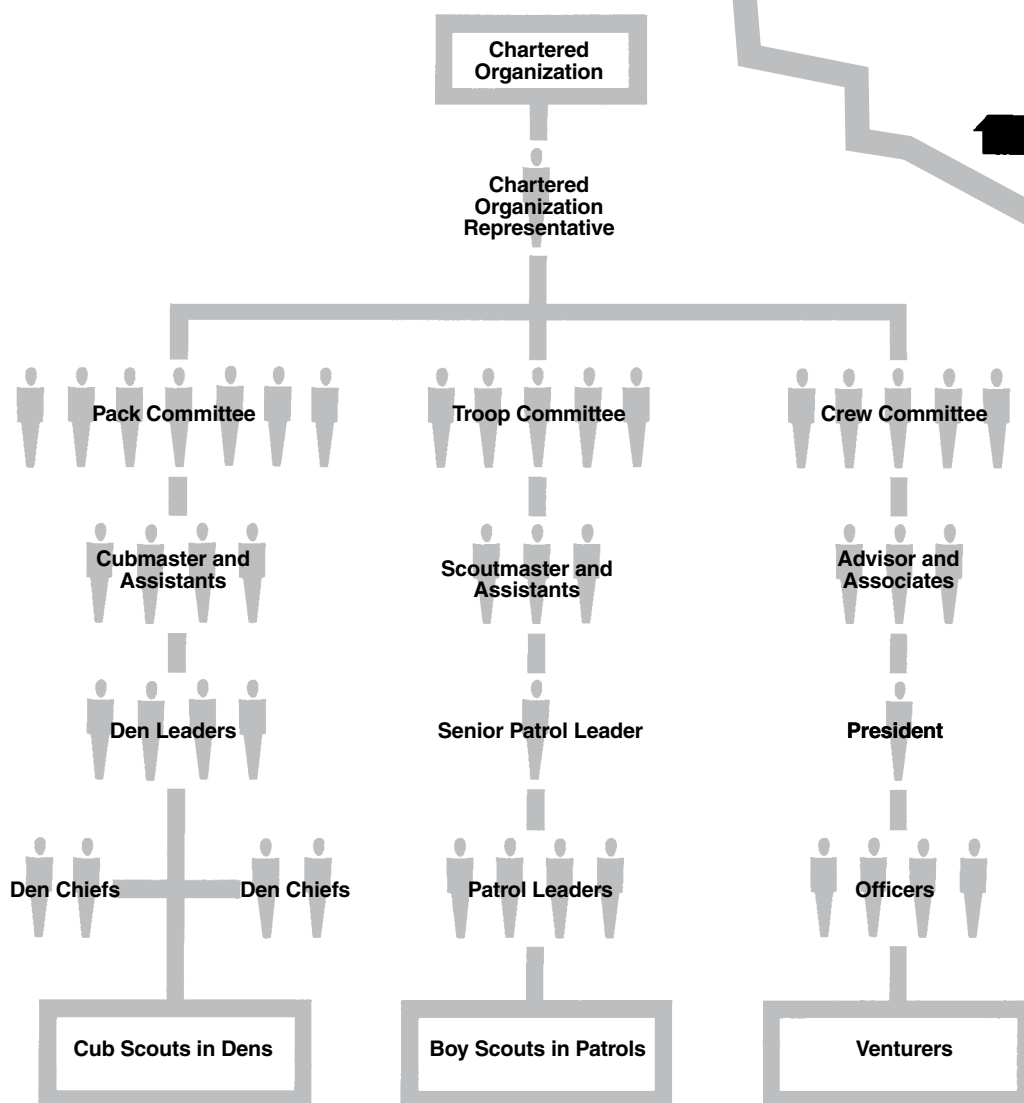 Chartered
Organization
Chartered
Organization
Representative
Pack Committee
Troop Committee
Crew Committee
Cubmaster and
Assistants
Scoutmaster and
Assistants
Advisor and
Associates
Den Leaders
Senior Patrol Leader
President
Den Chiefs
Den Chiefs
Patrol Leaders
Officers
Cub Scouts in Dens
Boy Scouts in Patrols
Venturers